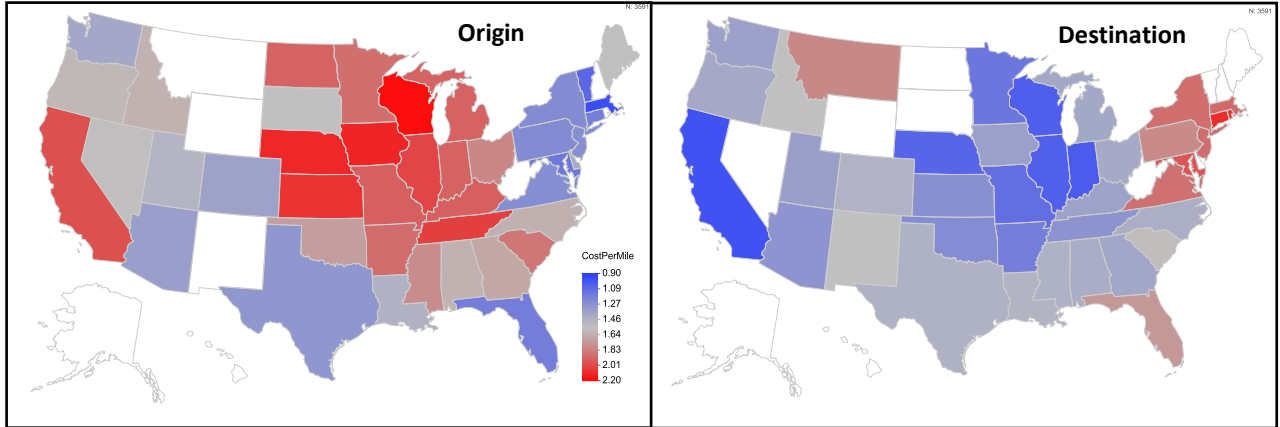 N: 3591
Origin
CostPerMile
0.90
1.09
1.27
1.46
1.64
1.83
2.01
2.20
N: 3591
Destination